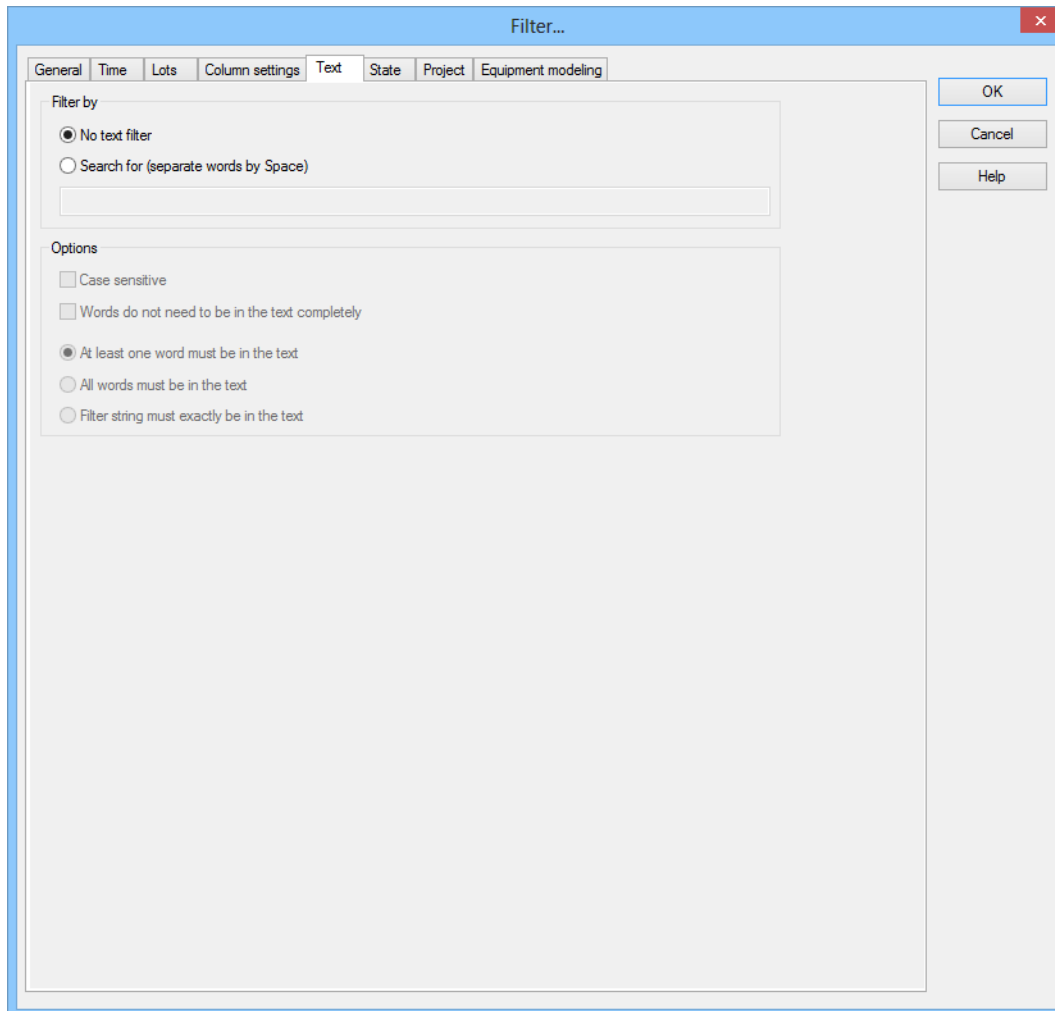 Filter...
General Time Lots Column settings Text State Project Equipment modeling
OK
Cancel
Help
Filter by
No text filter
Search for (separate words by Space)
Options
Case sensitive
Words do not need to be in the text completely
At least one word must be in the text
All words must be in the text
Filter string must exactly be in the text